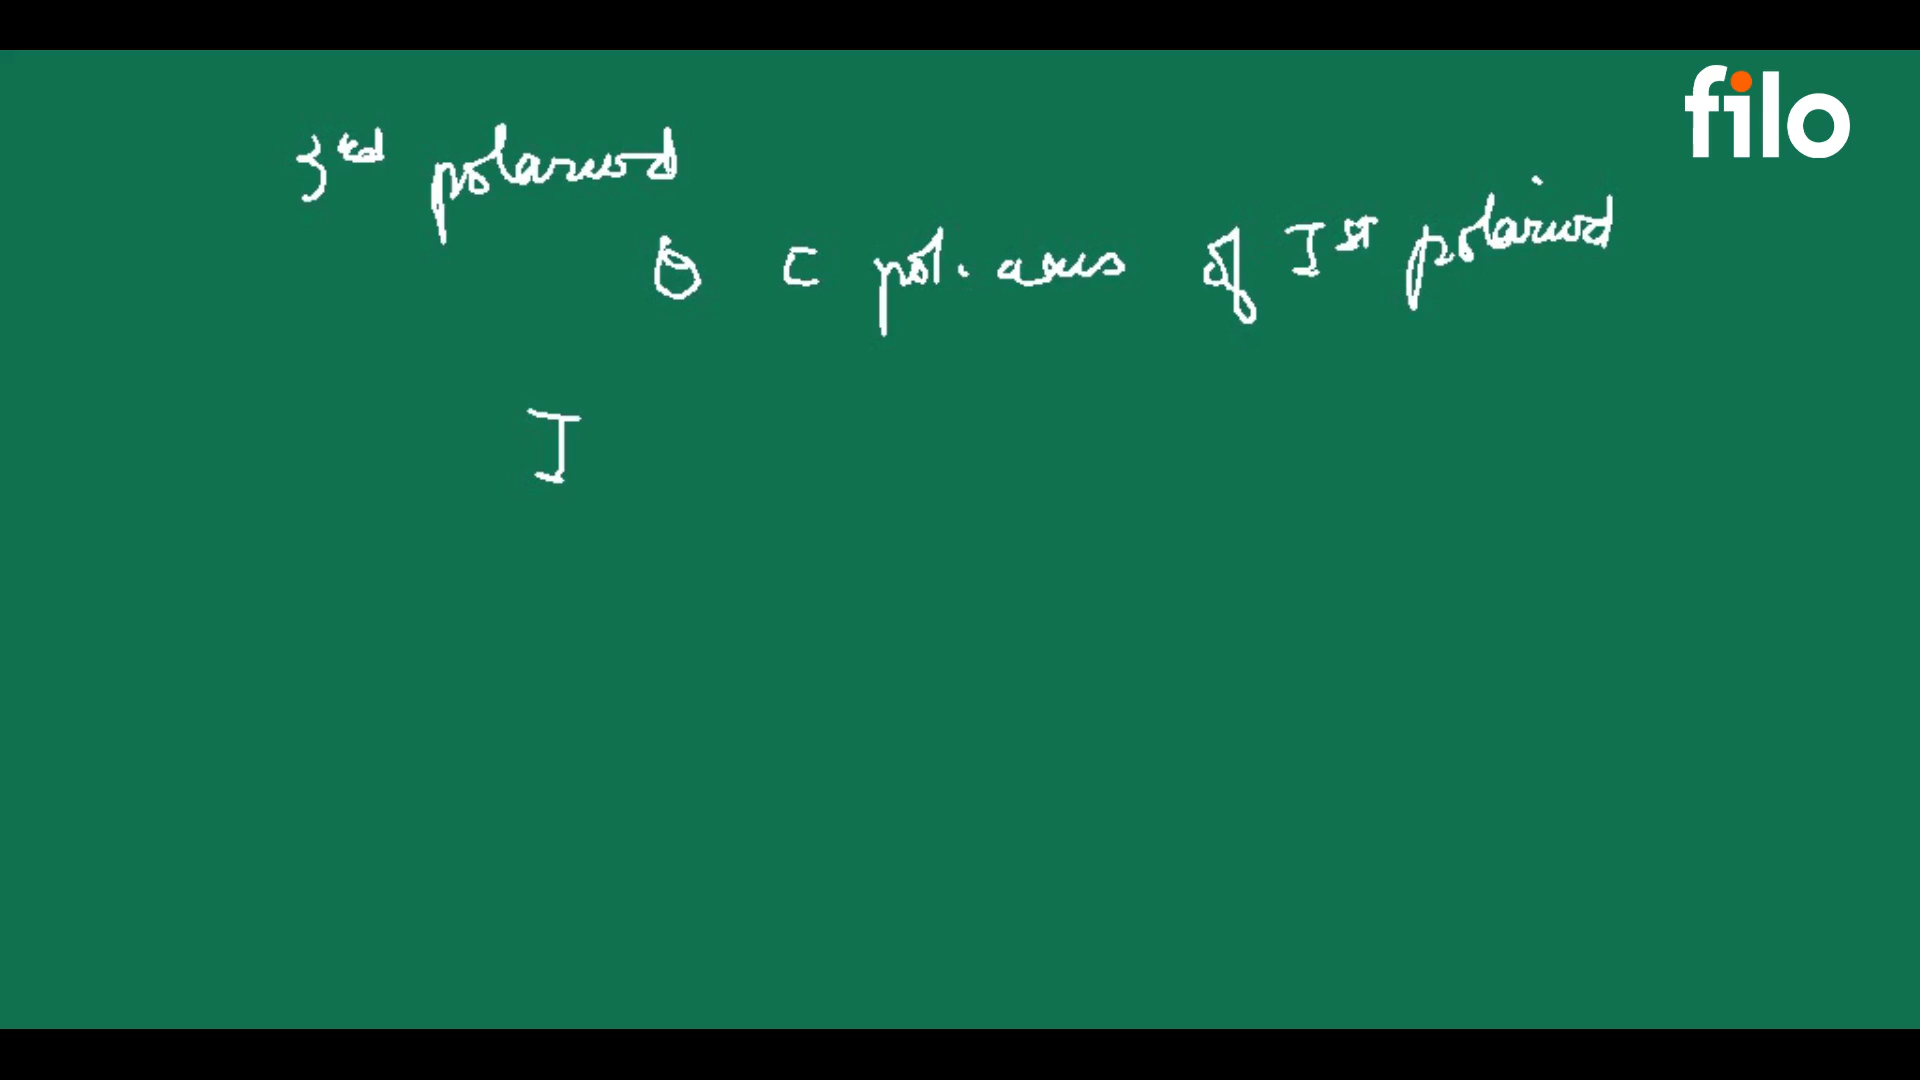 filo
3rd polaroid
θ c pol. axis of Ist polaroid
I